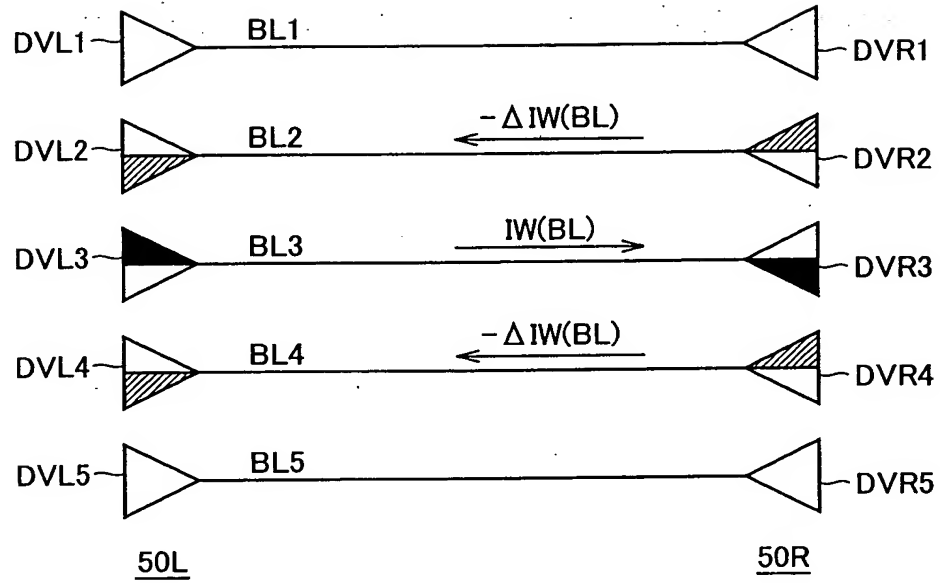 DVL1 BL1 DVR1
-ΔIW(BL)
DVL2 BL2 DVR2
IW(BL)
DVL3 BL3 DVR3
-ΔIW(BL)
DVL4 BL4 DVR4
DVL5 BL5 DVR5
50L 50R